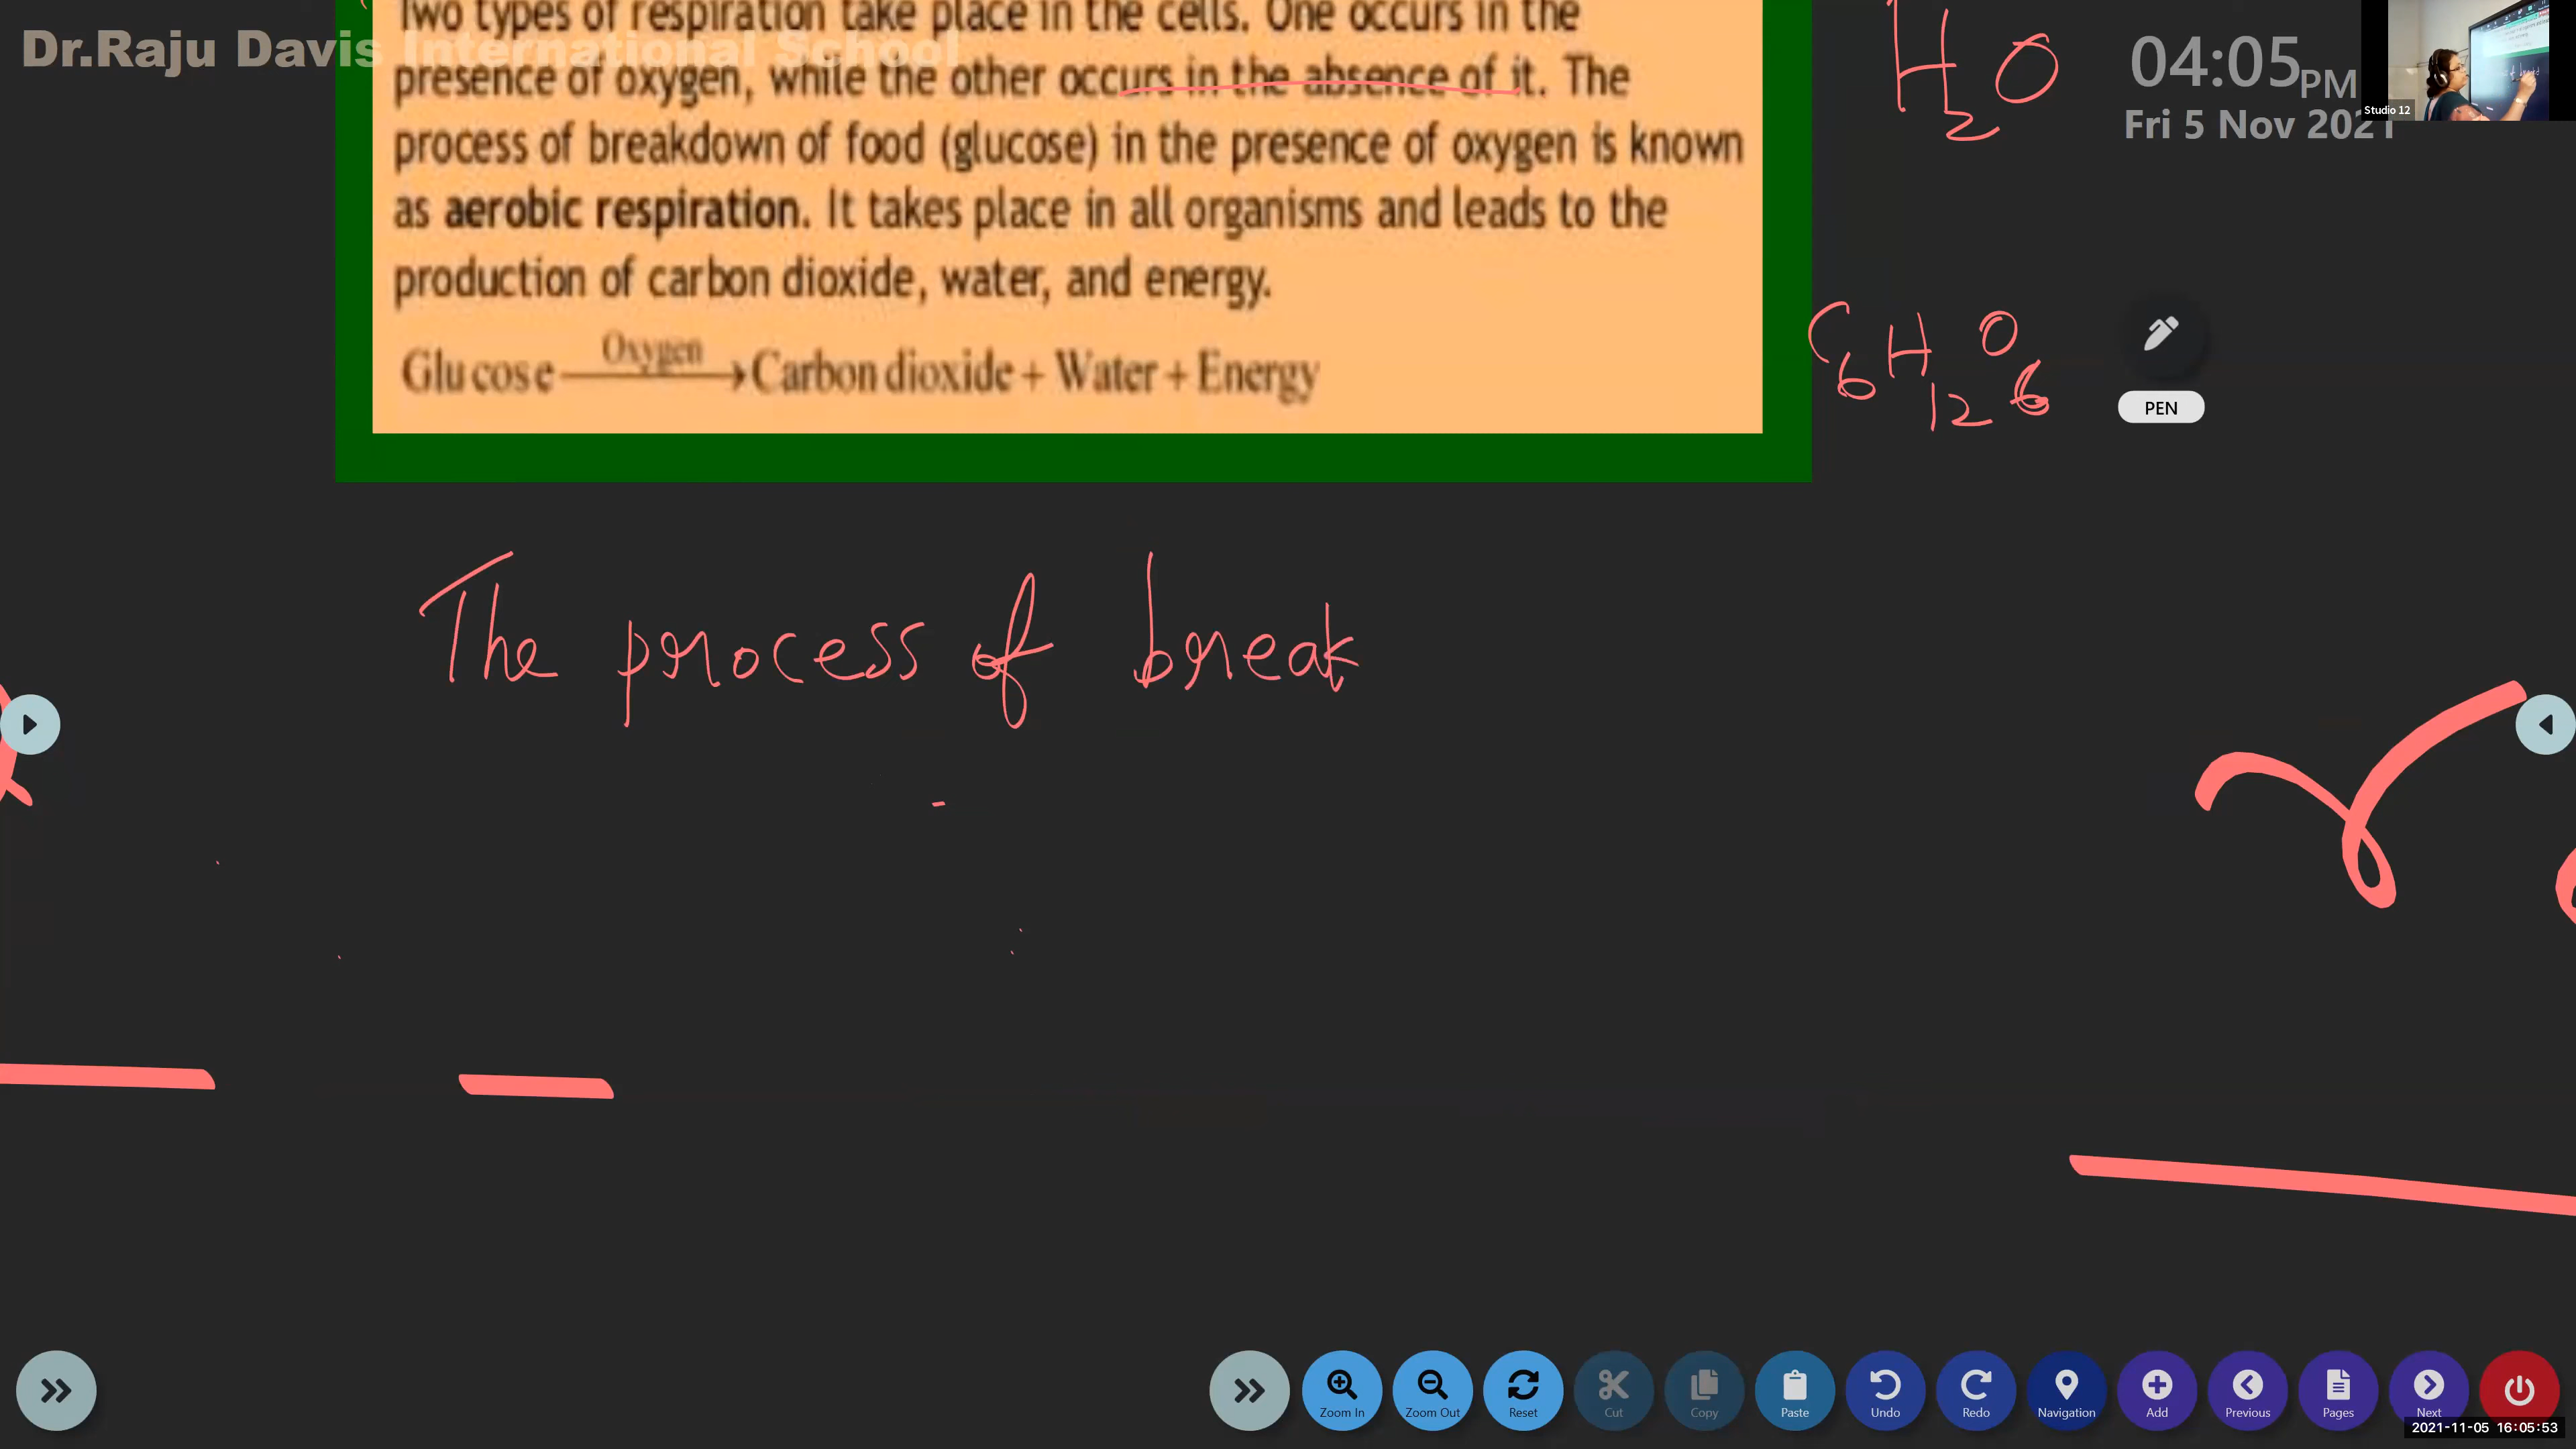 Two types of respiration take place in the cells. One occurs in the
presence of oxygen, while the other occurs in the absence of it. The
process of breakdown of food (glucose) in the presence of oxygen is known
as aerobic respiration. It takes place in all organisms and leads to the
production of carbon dioxide, water, and energy.
Oxygen
Glucose → Carbon dioxide + Water + Energy
Dr.Raju Davis International School
H2O
04:05 PM
Fri 5 Nov 2021
Studio 12
C6H12O6
PEN
The process of break
Zoom In
Zoom Out
Reset
Cut
Copy
Paste
Undo
Redo
Navigation
Add
Previous
Pages
Next
2021-11-05 16:05:53